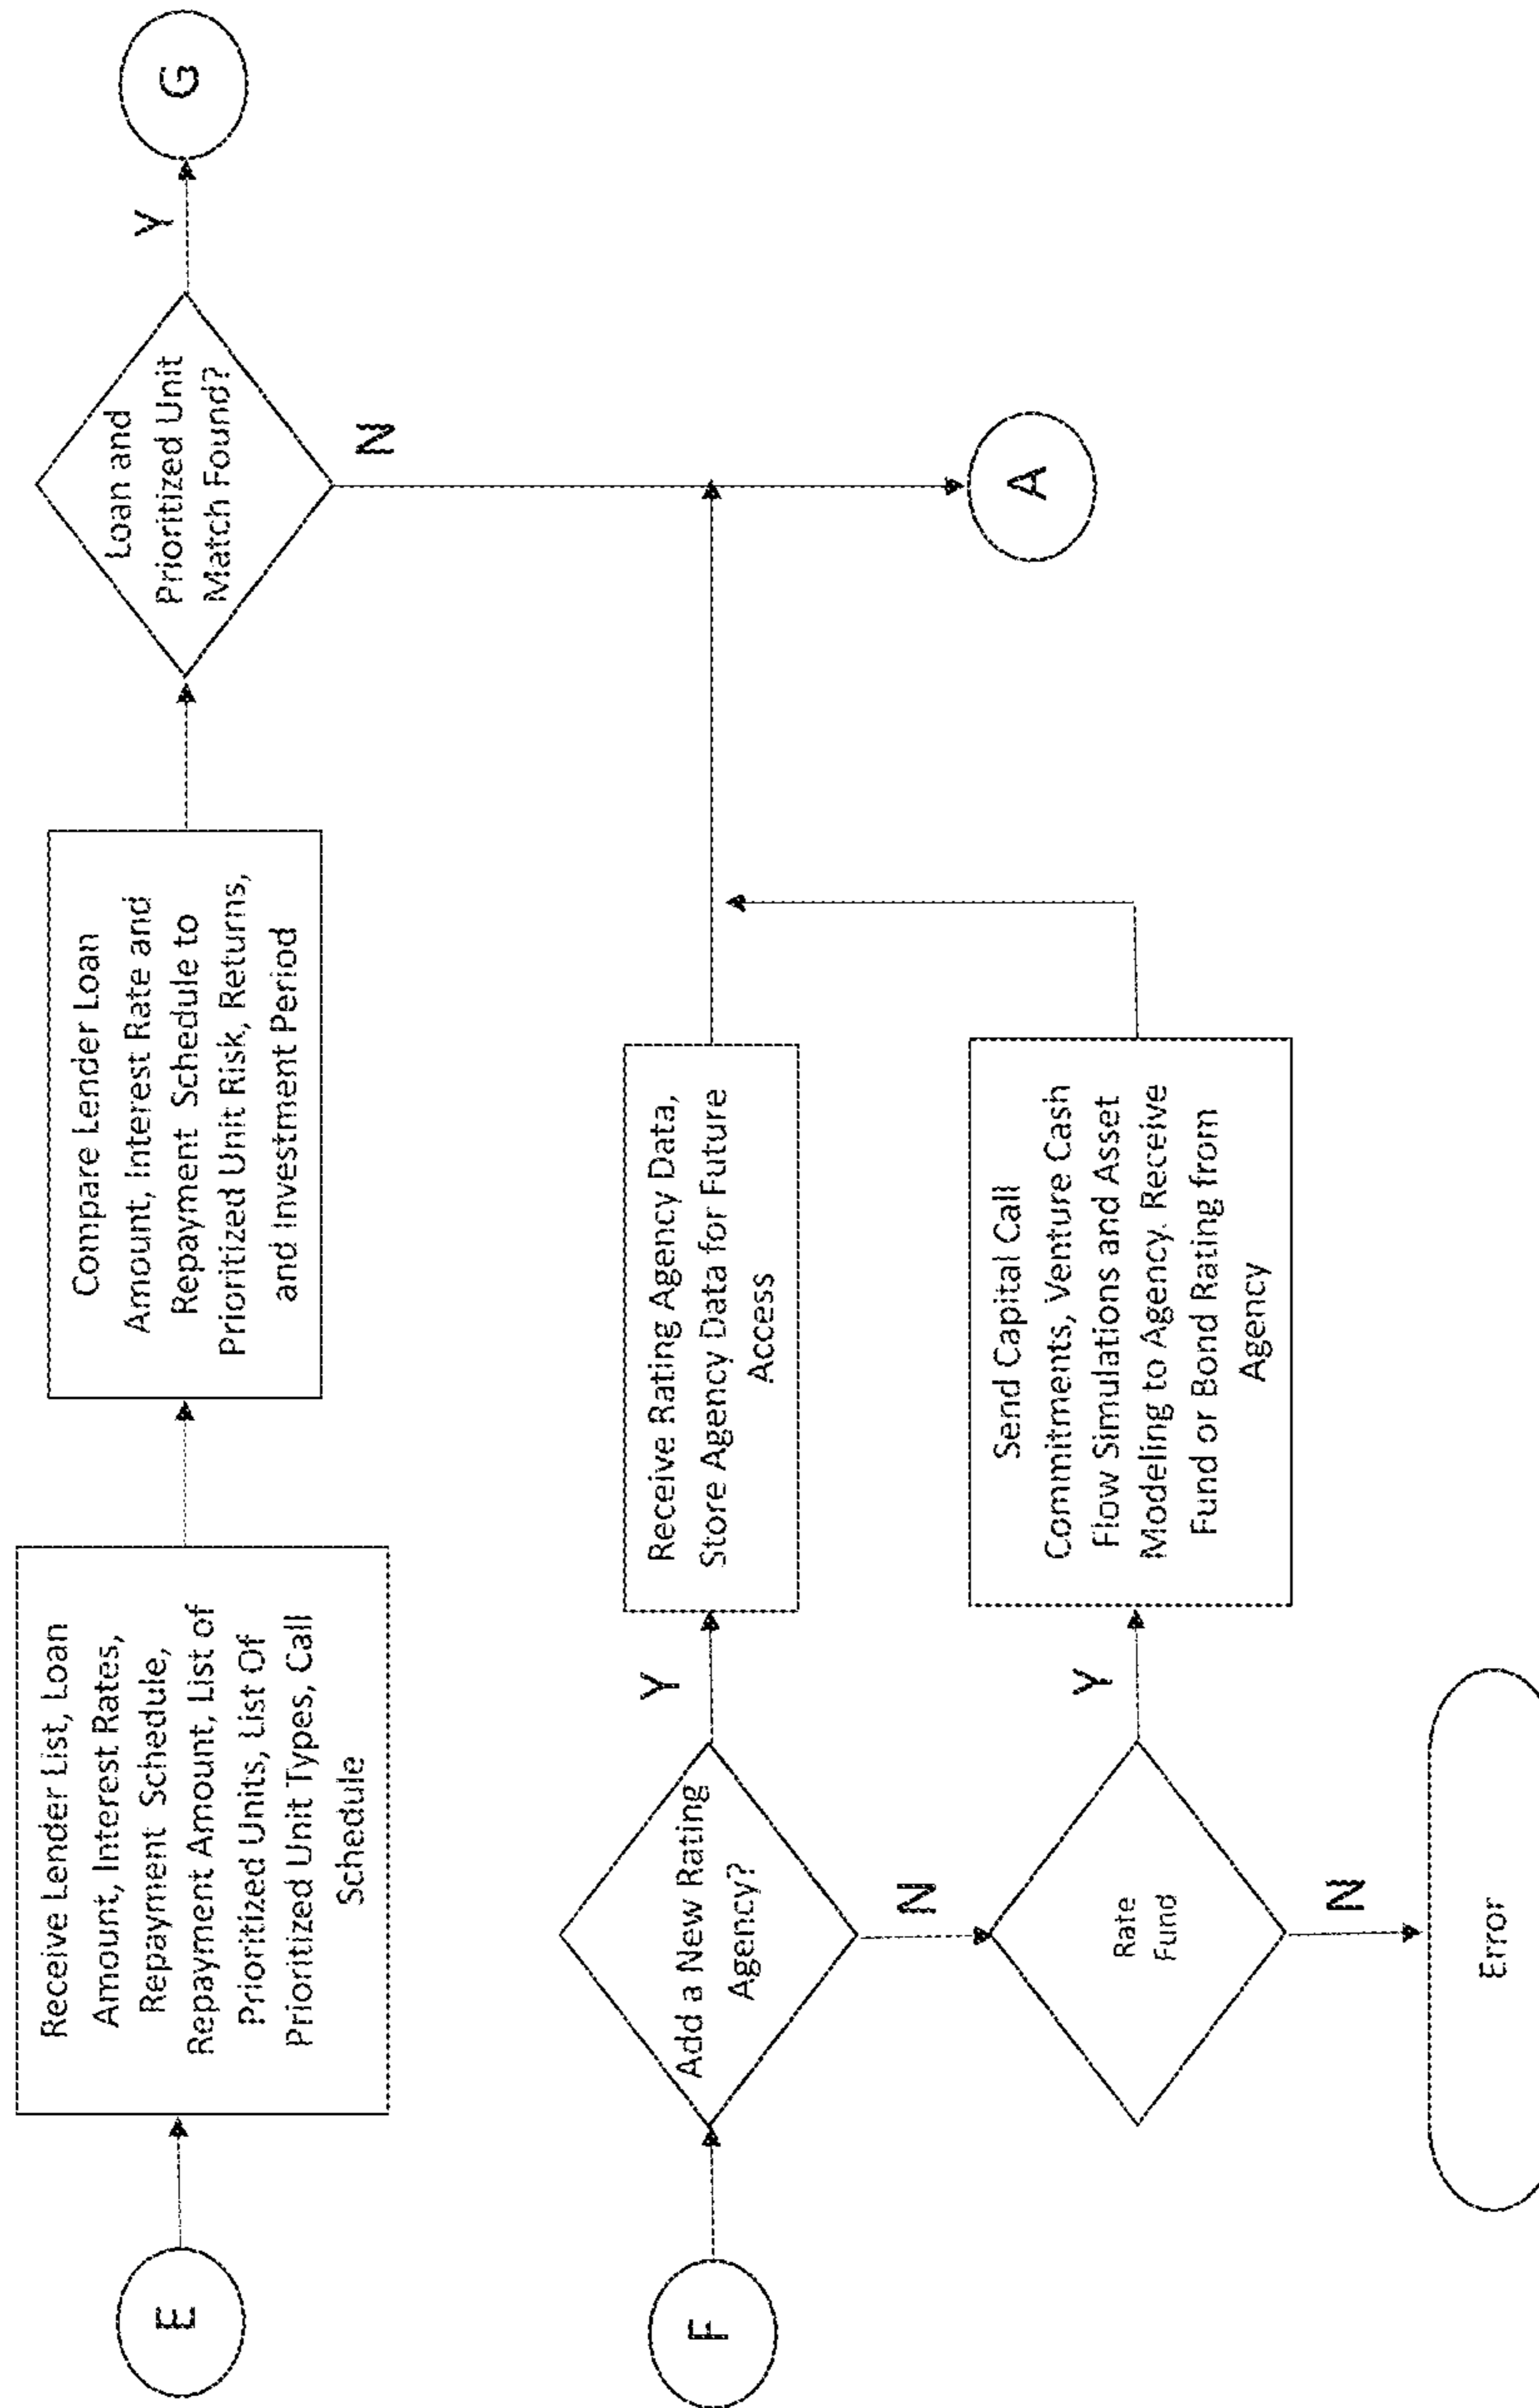 E
Receive Lender List, Loan
Amount, Interest Rates,
Repayment Schedule,
Repayment Amount, List of
Prioritized Units, List Of
Prioritized Unit Types, Call
Schedule
Compare Lender Loan
Amount, Interest Rate and
Repayment Schedule to
Prioritized Unit Risk, Returns,
and Investment Period
Loan and
Prioritized Unit
Match Found?
Y
G
N
F
Add a New Rating
Agency?
Y
Receive Rating Agency Data,
Store Agency Data for Future
Access
N
Rate
Fund
Y
Send Capital Call
Commitments, Venture Cash
Flow Simulations and Asset
Modeling to Agency. Receive
Fund or Bond Rating from
Agency
A
N
Error